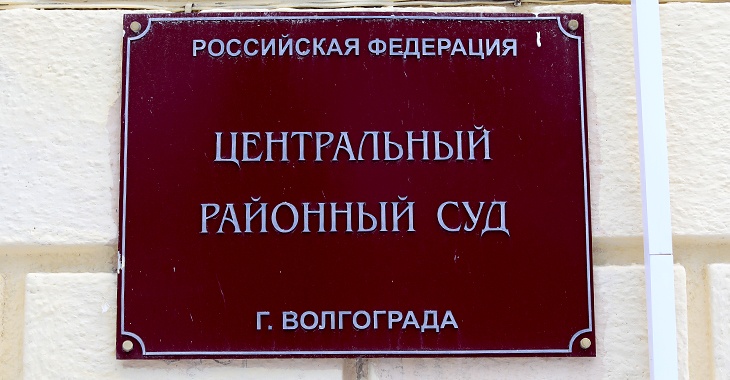 РОССИЙСКАЯ ФЕДЕРАЦИЯ
ЦЕНТРАЛЬНЫЙ
РАЙОННЫЙ СУД
Г. ВОЛГОГРАДА